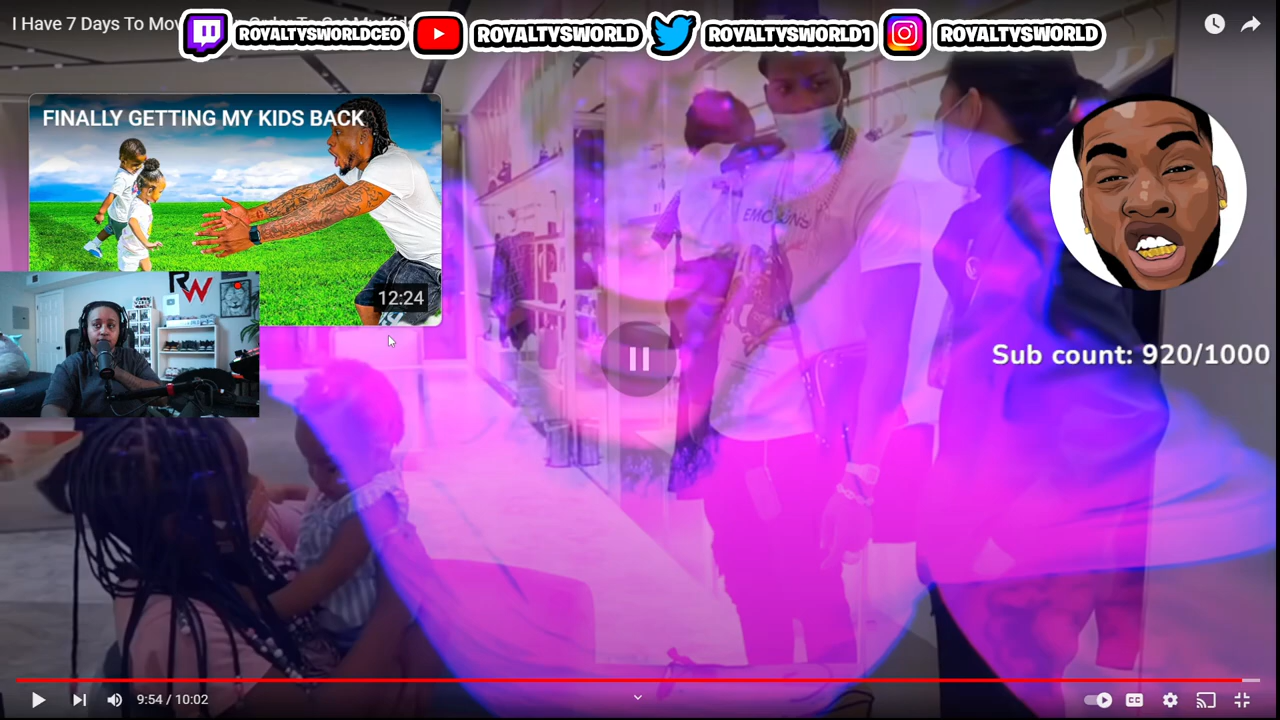 I Have 7 Days To Mov
ROYALTYSWORLDCEO
ROYALTYSWORLD
ROYALTYSWORLD1
ROYALTYSWORLD
FINALLY GETTING MY KIDS BACK
12:24
RW
Sub count: 920/1000
9:54 / 10:02
CC